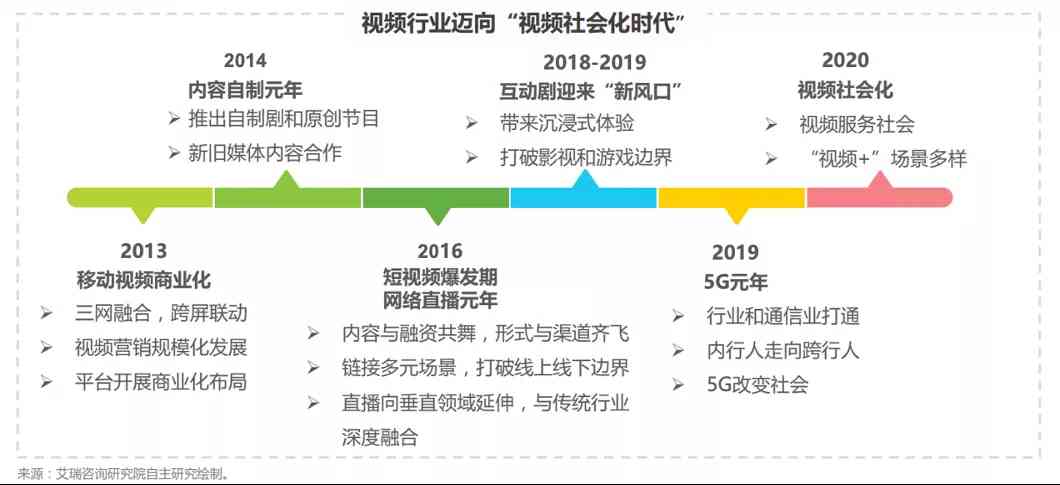 视频行业迈向“视频社会化时代”
2014
内容自制元年
➢ 推出自制剧和原创节目
➢ 新旧媒体内容合作
2018-2019
互动剧迎来“新风口”
➢ 带来沉浸式体验
➢ 打破影视和游戏边界
2020
视频社会化
➢ 视频服务社会
➢ “视频+”场景多样
2013
移动视频商业化
➢ 三网融合，跨屏联动
➢ 视频营销规模化发展
➢ 平台开展商业化布局
2016
短视频爆发期
网络直播元年
➢ 内容与融资共舞，形式与渠道齐飞
➢ 链接多元场景，打破线上线下边界
➢ 直播向垂直领域延伸，与传统行业
深度融合
2019
5G元年
➢ 行业和通信业打通
➢ 内行人走向跨行人
➢ 5G改变社会
来源：艾瑞咨询研究院自主研究绘制。